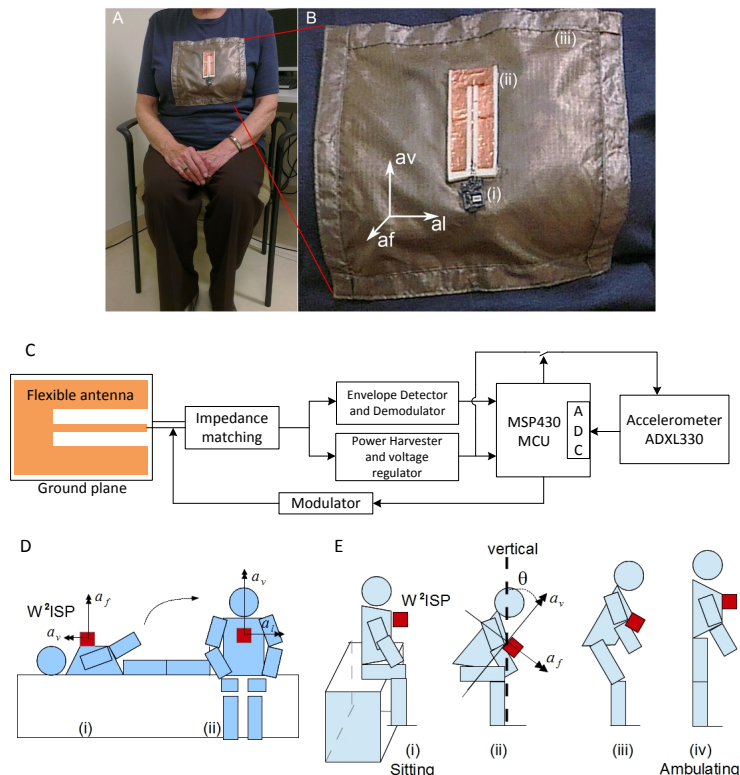 A
B
(iii)
(ii)
av
(i)
al
af
C
Flexible antenna
Ground plane
Impedance
matching
Envelope Detector
and Demodulator
Power Harvester
and voltage
regulator
Modulator
MSP430
MCU
A
D
C
Accelerometer
ADXL330
D
W²ISP
a_f
a_v
a_v
a_l
(i)
(ii)
E
vertical
θ
W²ISP
a_v
a_f
(i)
Sitting
(ii)
(iii)
(iv)
Ambulating